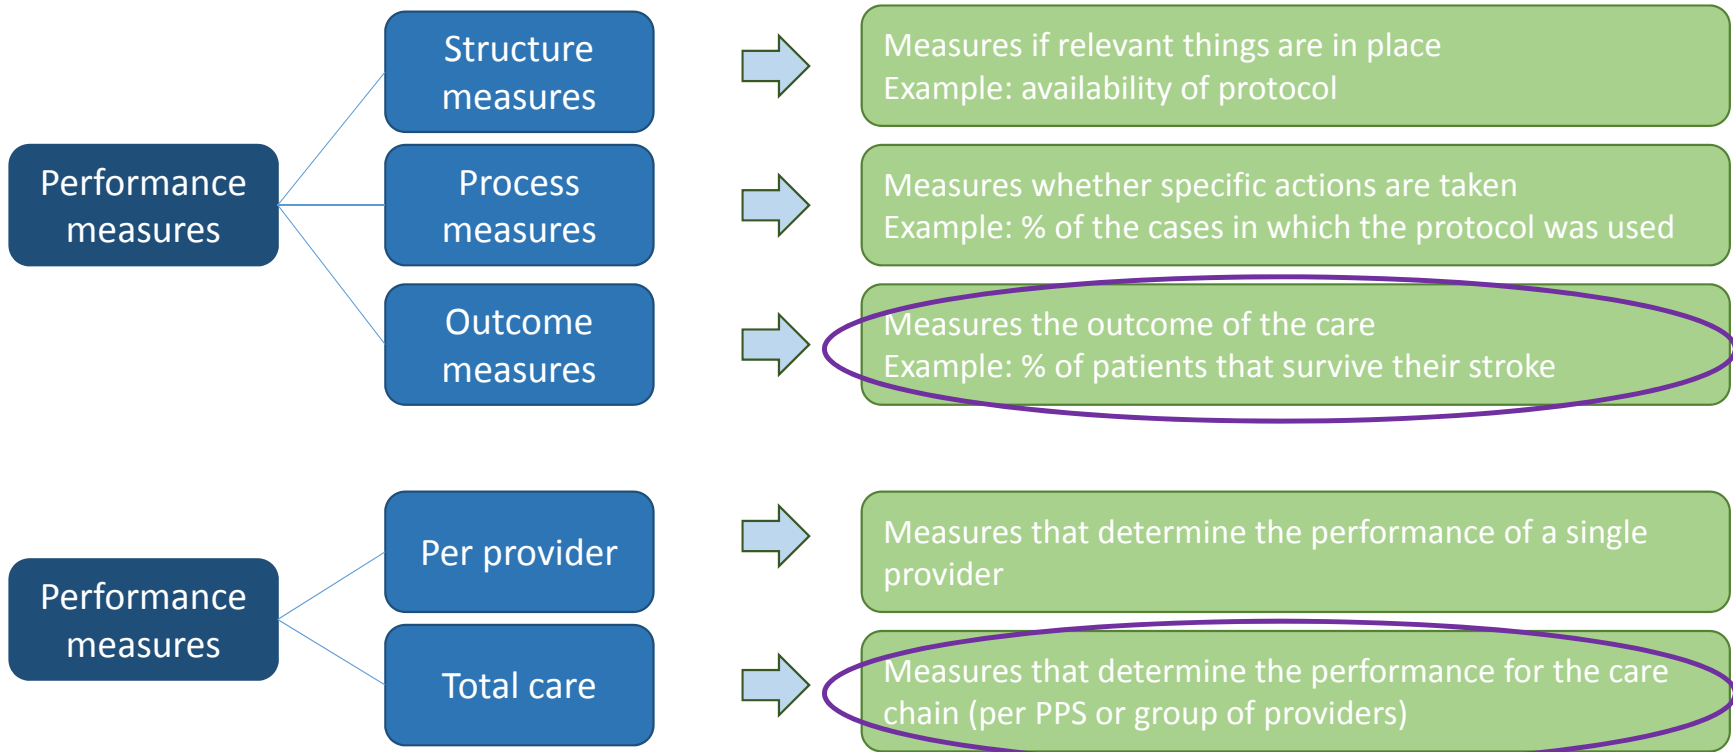 Performance
measures
Structure
measures
Measures if relevant things are in place
Example: availability of protocol
Process
measures
Measures whether specific actions are taken
Example: % of the cases in which the protocol was used
Outcome
measures
Measures the outcome of the care
Example: % of patients that survive their stroke
Performance
measures
Per provider
Measures that determine the performance of a single
provider
Total care
Measures that determine the performance for the care
chain (per PPS or group of providers)